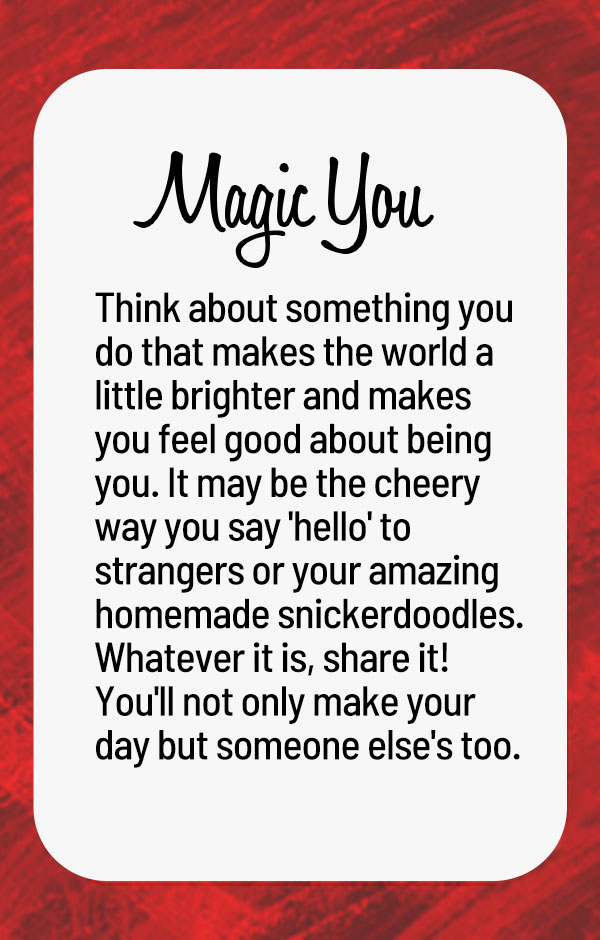 Magic You
Think about something you
do that makes the world a
little brighter and makes
you feel good about being
you. It may be the cheery
way you say 'hello' to
strangers or your amazing
homemade snickerdoodles.
Whatever it is, share it!
You'll not only make your
day but someone else's too.